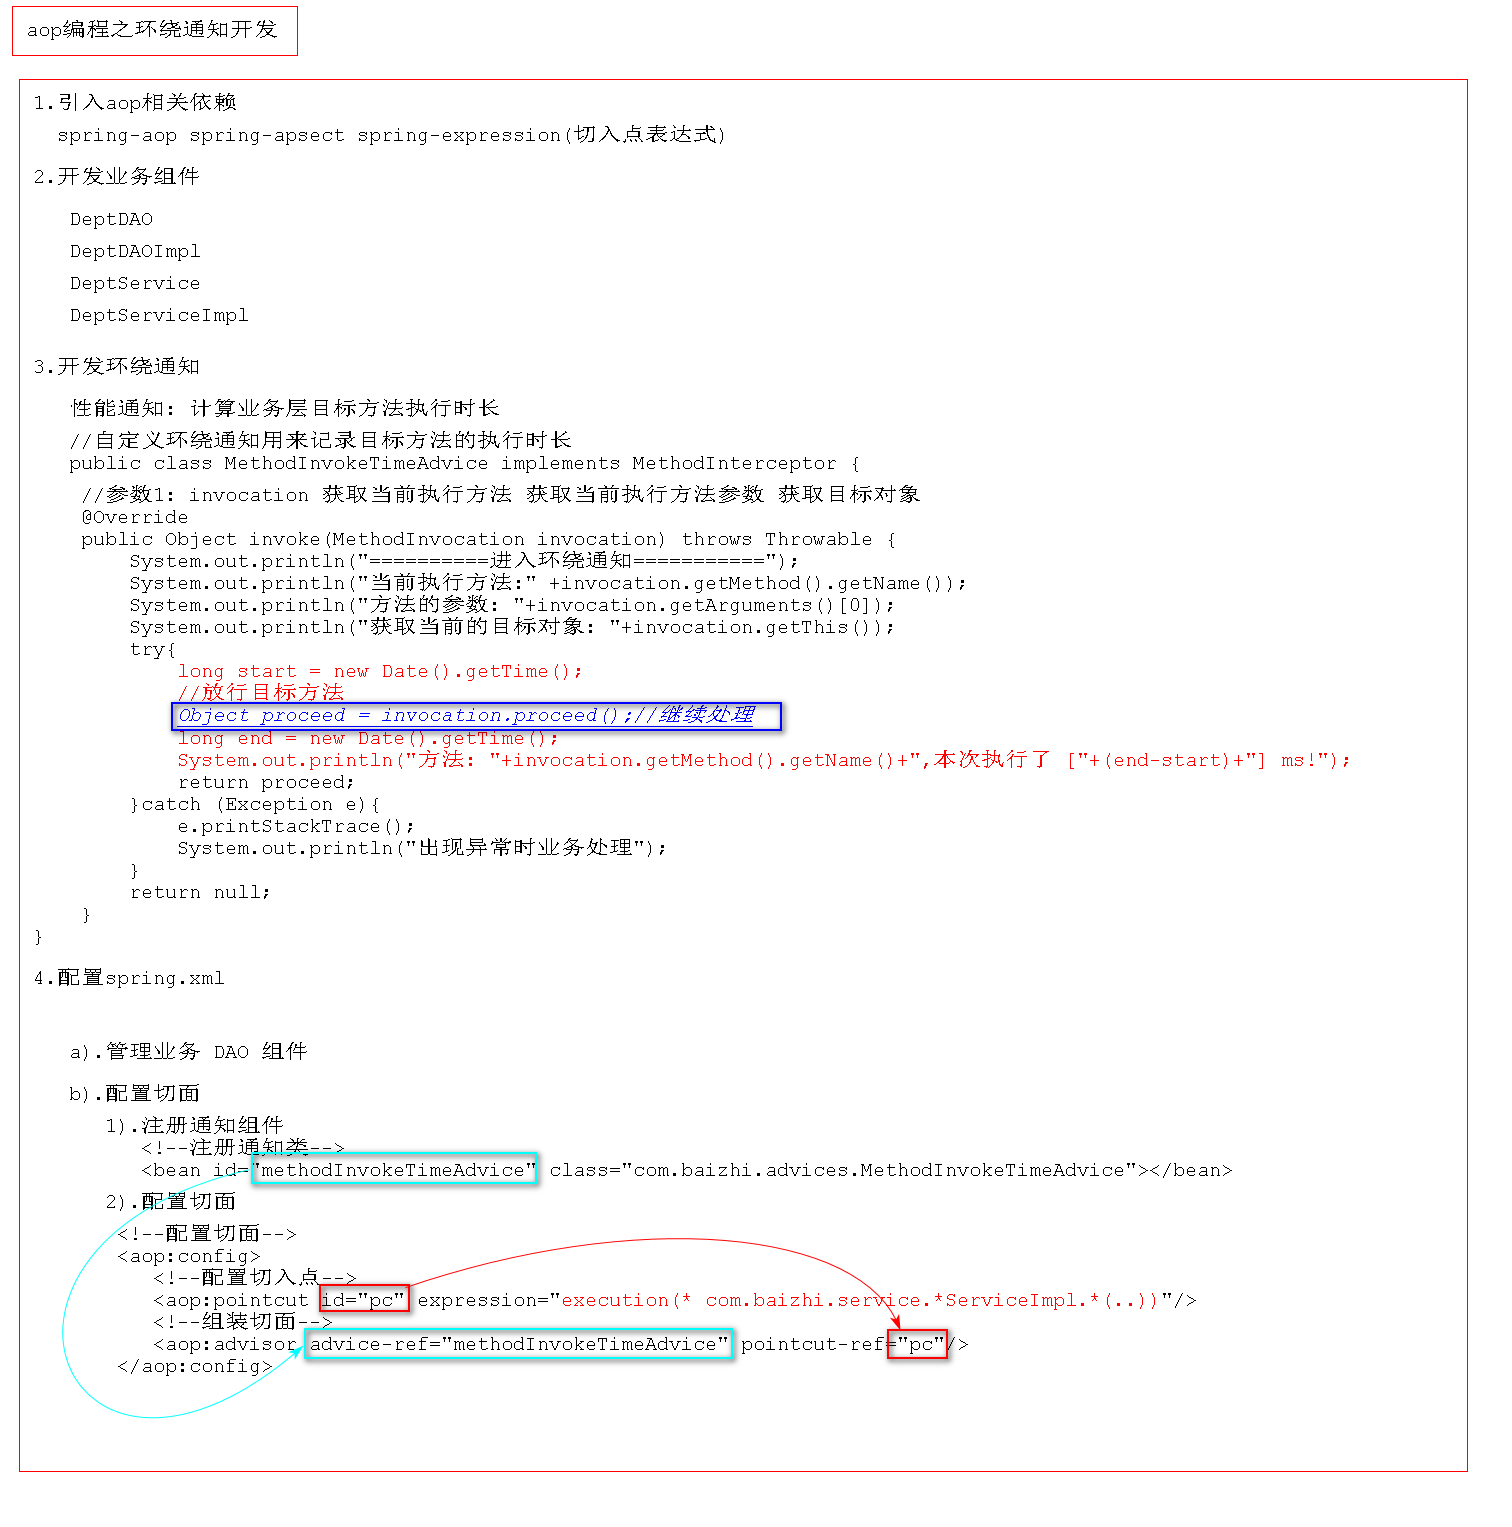 aop编程之环绕通知开发
1.引入aop相关依赖
spring-aop spring-apsect spring-expression(切入点表达式)
2.开发业务组件
DeptDAO
DeptDAOImpl
DeptService
DeptServiceImpl
3.开发环绕通知
性能通知: 计算业务层目标方法执行时长
//自定义环绕通知用来记录目标方法的执行时长
public class MethodInvokeTimeAdvice implements MethodInterceptor {
//参数1: invocation 获取当前执行方法 获取当前执行方法参数 获取目标对象
@Override
public Object invoke(MethodInvocation invocation) throws Throwable {
System.out.println("==========进入环绕通知===========");
System.out.println("当前执行方法:" +invocation.getMethod().getName());
System.out.println("方法的参数: "+invocation.getArguments()[0]);
System.out.println("获取当前的目标对象: "+invocation.getThis());
try{
long start = new Date().getTime();
//放行目标方法
Object proceed = invocation.proceed();//继续处理
long end = new Date().getTime();
System.out.println("方法: "+invocation.getMethod().getName()+",本次执行了 ["+(end-start)+"] ms!");
return proceed;
}catch (Exception e){
e.printStackTrace();
System.out.println("出现异常时业务处理");
}
return null;
}
}
4.配置spring.xml
a).管理业务 DAO 组件
b).配置切面
1).注册通知组件
<!--注册通知类-->
<bean id="methodInvokeTimeAdvice" class="com.baizhi.advices.MethodInvokeTimeAdvice"></bean>
2).配置切面
<!--配置切面-->
<aop:config>
<!--配置切入点-->
<aop:pointcut id="pc" expression="execution(* com.baizhi.service.*ServiceImpl.*(..))"/>
<!--组装切面-->
<aop:advisor advice-ref="methodInvokeTimeAdvice" pointcut-ref="pc"/>
</aop:config>